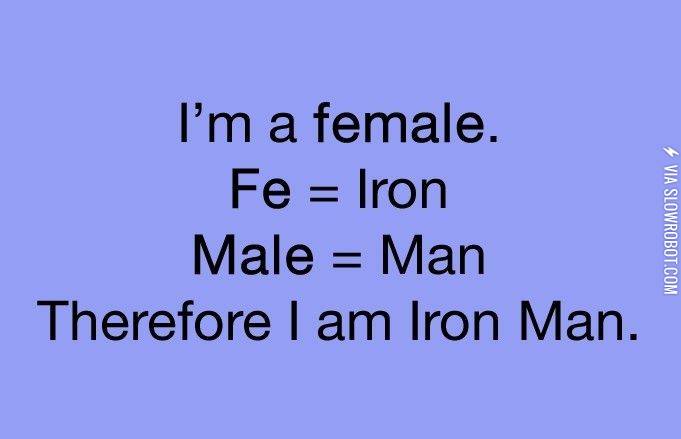 I’m a female.
Fe = Iron
Male = Man
Therefore I am Iron Man.
VIA SLOWROBOT.COM